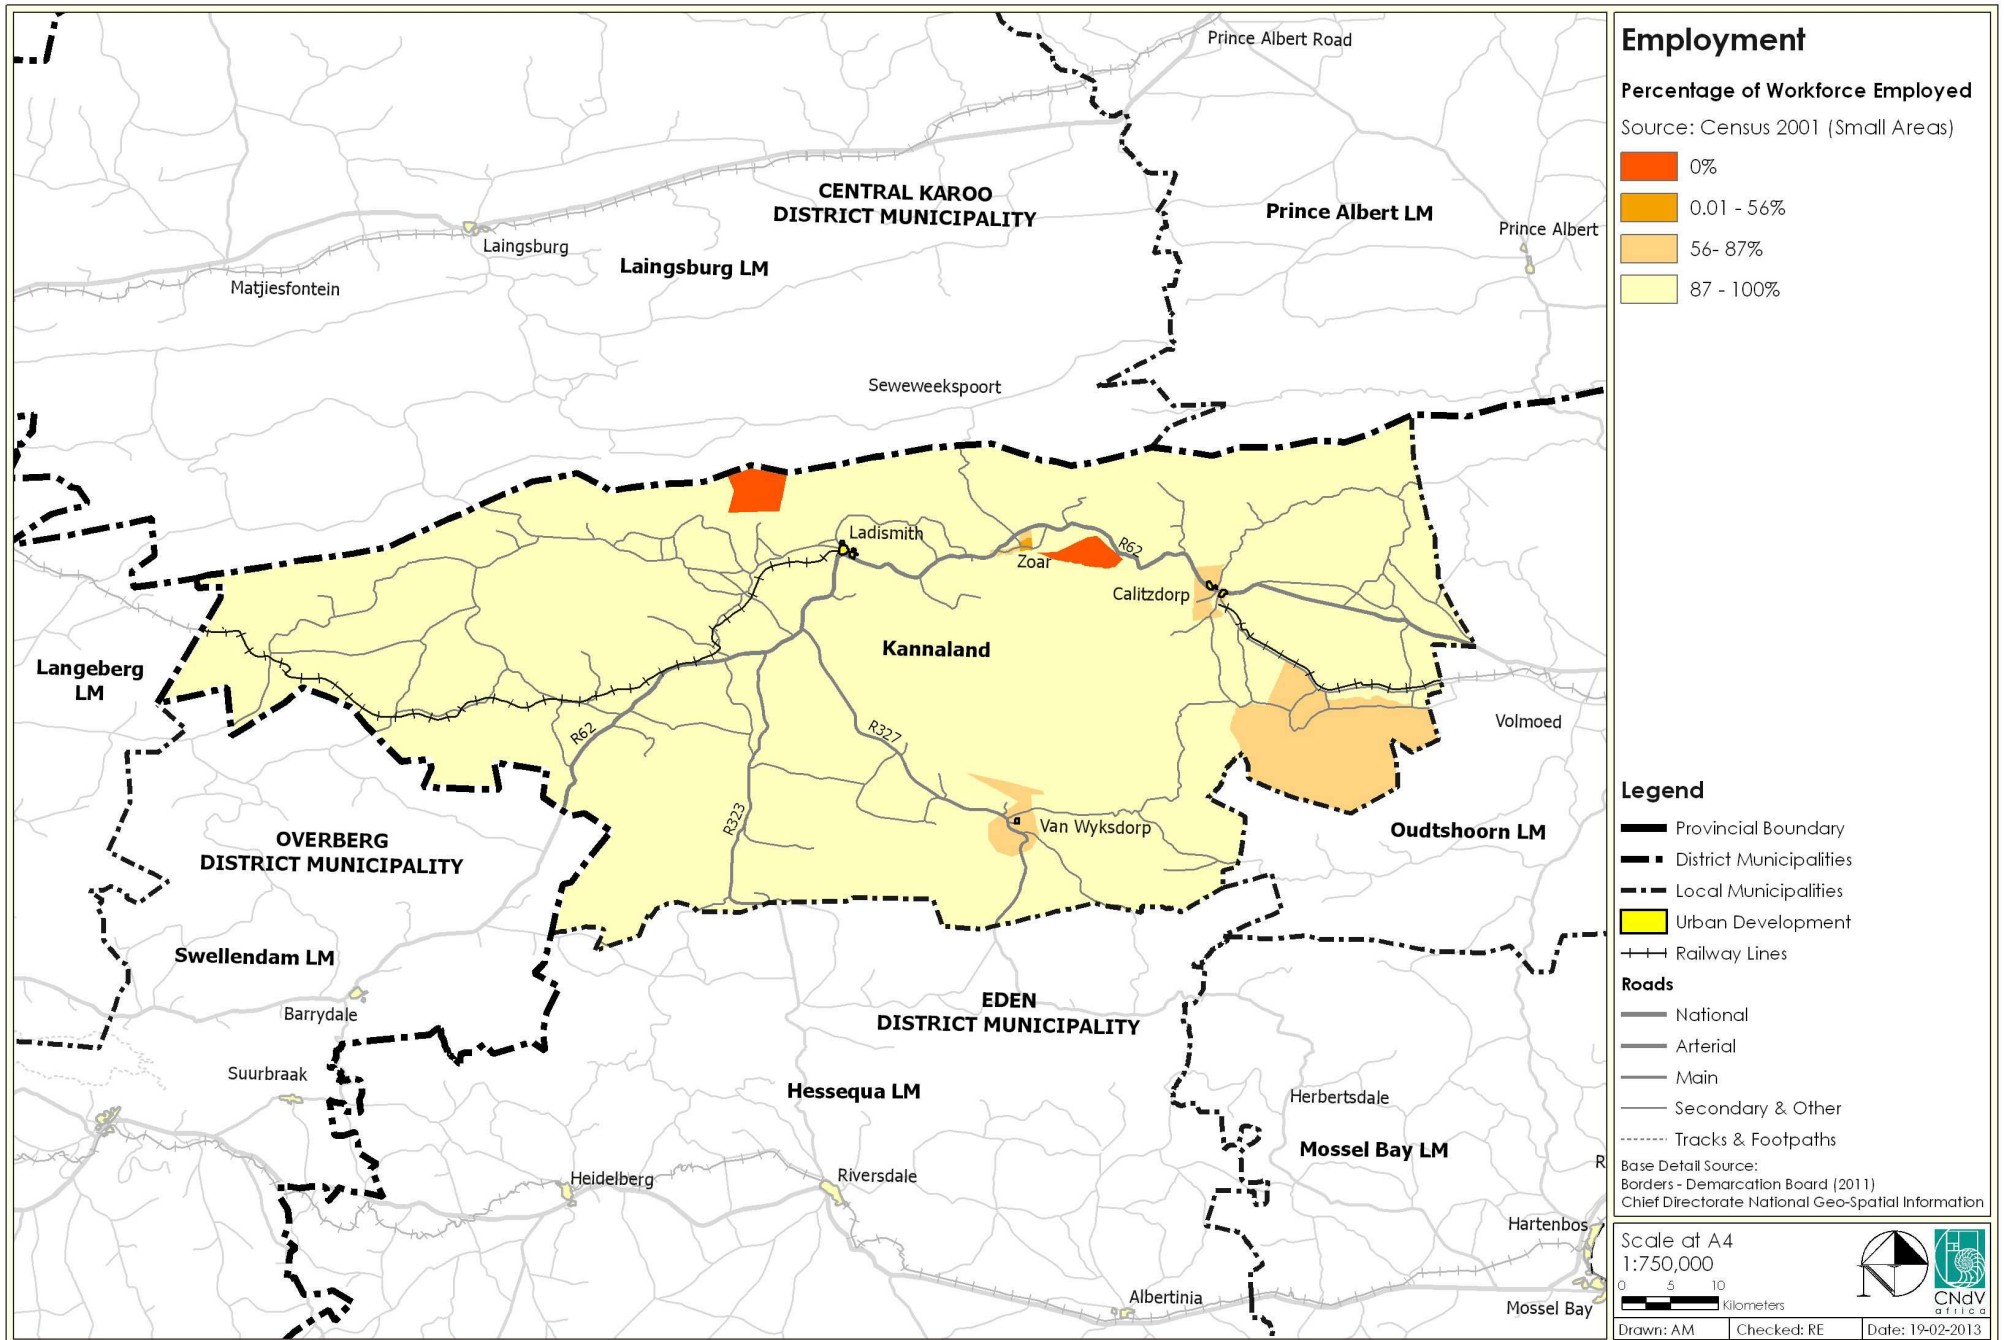 Prince Albert Road
CENTRAL KAROO
DISTRICT MUNICIPALITY
Prince Albert LM
Prince Albert
Laingsburg
Laingsburg LM
Matjiesfontein
Seweweekspoort
Ladismith
Zoar
R62
Calitzdorp
Kannaland
Langeberg
LM
R62
R327
Volmoed
R323
Van Wyksdorp
Oudtshoorn LM
OVERBERG
DISTRICT MUNICIPALITY
Swellendam LM
Barrydale
EDEN
DISTRICT MUNICIPALITY
Suurbraak
Hessequa LM
Herbertsdale
Mossel Bay LM
R
Heidelberg
Riversdale
Hartenbos
Albertinia
Mossel Bay
Employment
Percentage of Workforce Employed
Source: Census 2001 (Small Areas)
0%
0.01 - 56%
56- 87%
87 - 100%
Legend
Provincial Boundary
District Municipalities
Local Municipalities
Urban Development
Railway Lines
Roads
National
Arterial
Main
Secondary & Other
Tracks & Footpaths
Base Detail Source:
Borders - Demarcation Board (2011)
Chief Directorate National Geo-Spatial Information
Scale at A4
1:750,000
0 5 10
Kilometers
CNdV
africa
Drawn: AM Checked: RE Date: 19-02-2013